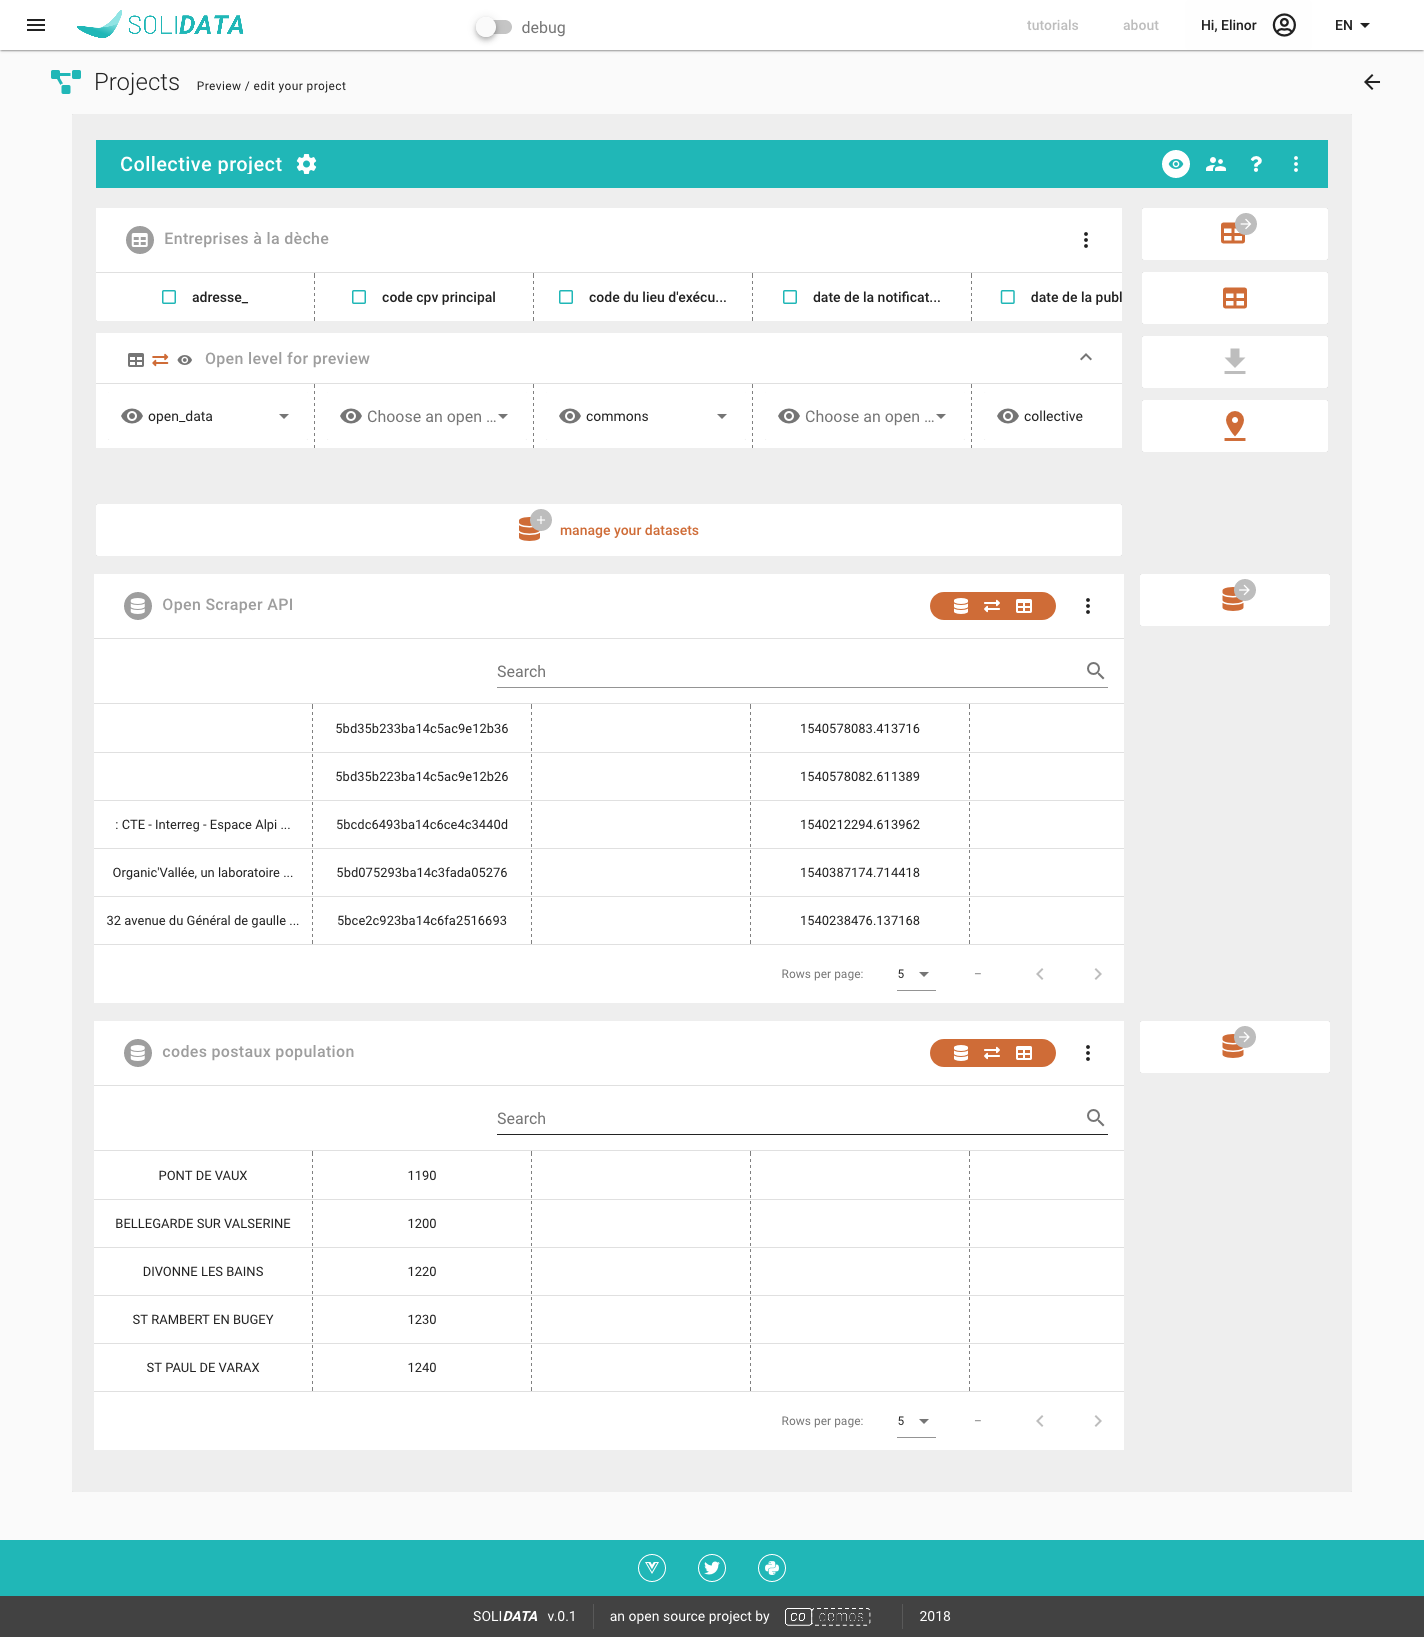 SOLIDATA
debug
tutorials
about
Hi, Elinor
EN
Projects
Preview / edit your project
Collective project
?
Entreprises à la dèche
adresse_
code cpv principal
code du lieu d'exécu...
date de la notificat...
date de la publ
Open level for preview
open_data
Choose an open ...
commons
Choose an open ...
collective
manage your datasets
Open Scraper API
Search
5bd35b233ba14c5ac9e12b36
1540578083.413716
5bd35b223ba14c5ac9e12b26
1540578082.611389
: CTE - Interreg - Espace Alpi ...
5bcdc6493ba14c6ce4c3440d
1540212294.613962
Organic'Vallée, un laboratoire ...
5bd075293ba14c3fada05276
1540387174.714418
32 avenue du Général de gaulle ...
5bce2c923ba14c6fa2516693
1540238476.137168
Rows per page:
5
–
codes postaux population
Search
PONT DE VAUX
1190
BELLEGARDE SUR VALSERINE
1200
DIVONNE LES BAINS
1220
ST RAMBERT EN BUGEY
1230
ST PAUL DE VARAX
1240
Rows per page:
5
–
SOLIDATA v.0.1
an open source project by
co demos
2018